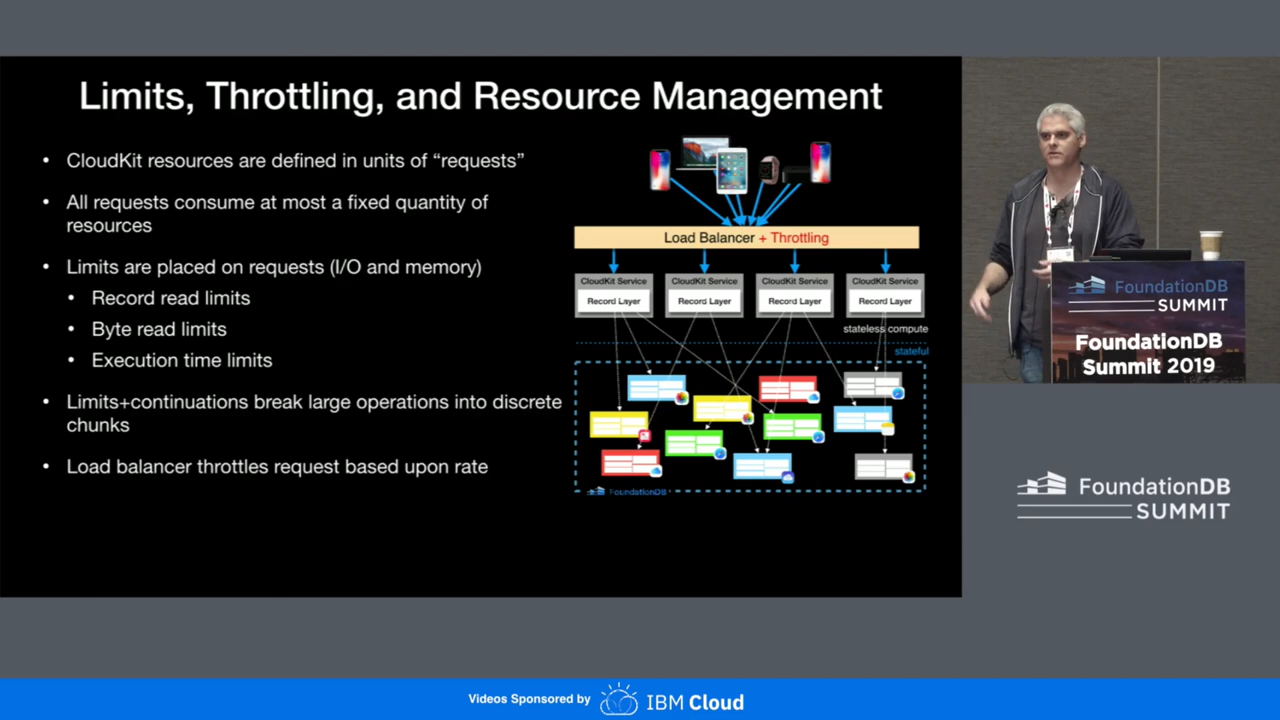 Limits, Throttling, and Resource Management
• CloudKit resources are defined in units of “requests”
• All requests consume at most a fixed quantity of
resources
• Limits are placed on requests (I/O and memory)
• Record read limits
• Byte read limits
• Execution time limits
• Limits+continuations break large operations into discrete
chunks
• Load balancer throttles request based upon rate
Load Balancer + Throttling
CloudKit Service
Record Layer
CloudKit Service
Record Layer
CloudKit Service
Record Layer
CloudKit Service
Record Layer
stateless compute
stateful
FoundationDB
FoundationDB
SUMMIT
FoundationDB
Summit 2019
FoundationDB
SUMMIT
Videos Sponsored by IBM Cloud